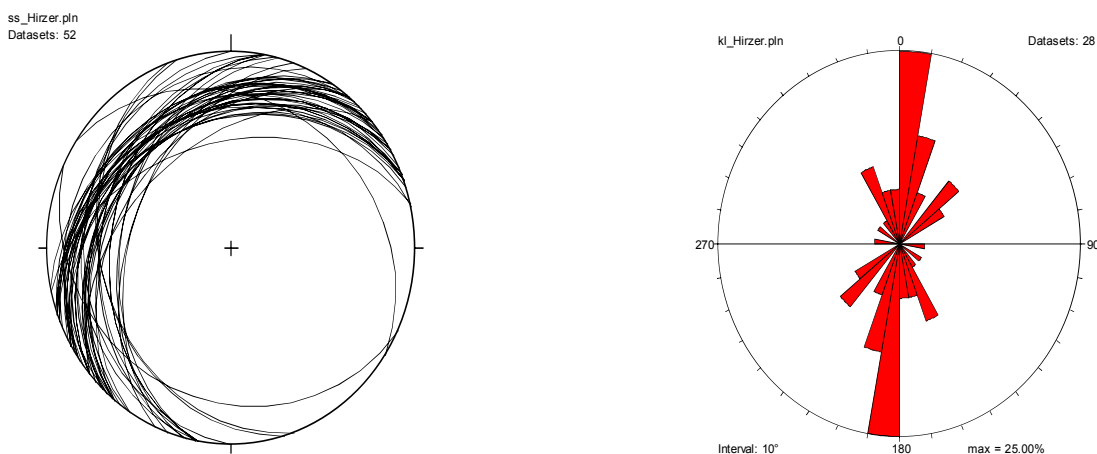 ss_Hirzer.pln
Datasets: 52
kl_Hirzer.pln
0
Datasets: 28
270
90
Interval: 10°
180
max = 25.00%